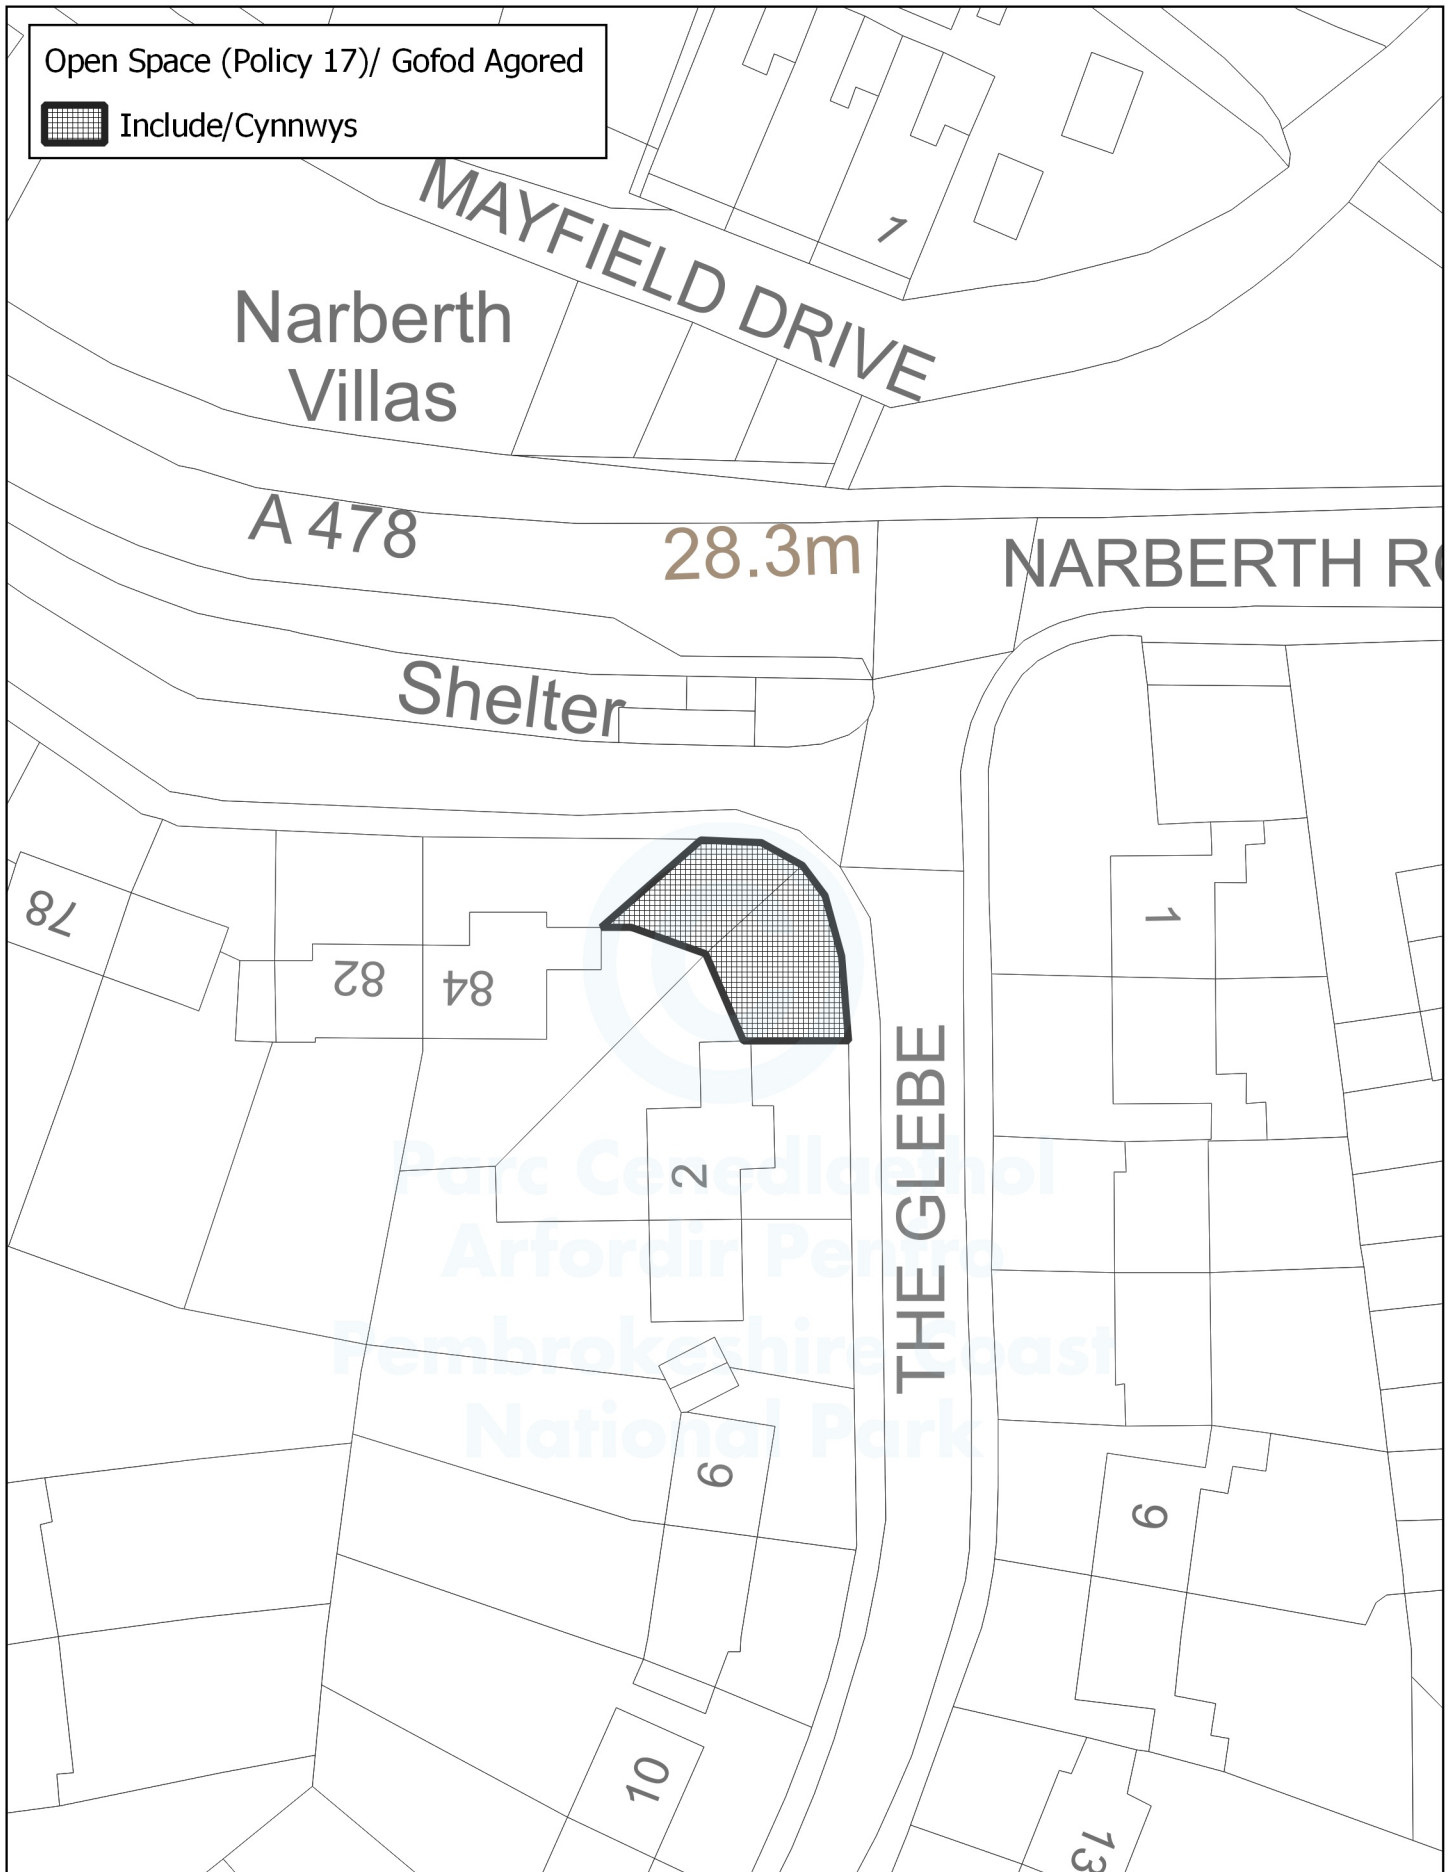 Open Space (Policy 17)/ Gofod Agored
Include/Cynnwys
MAYFIELD DRIVE
1
Narberth
Villas
A 478
28.3m
NARBERTH RO
Shelter
78
82
84
1
2
THE GLEBE
Parc Cenedlaethol
Arfordir Penfro
Pembrokeshire Coast
National Park
6
9
10
13